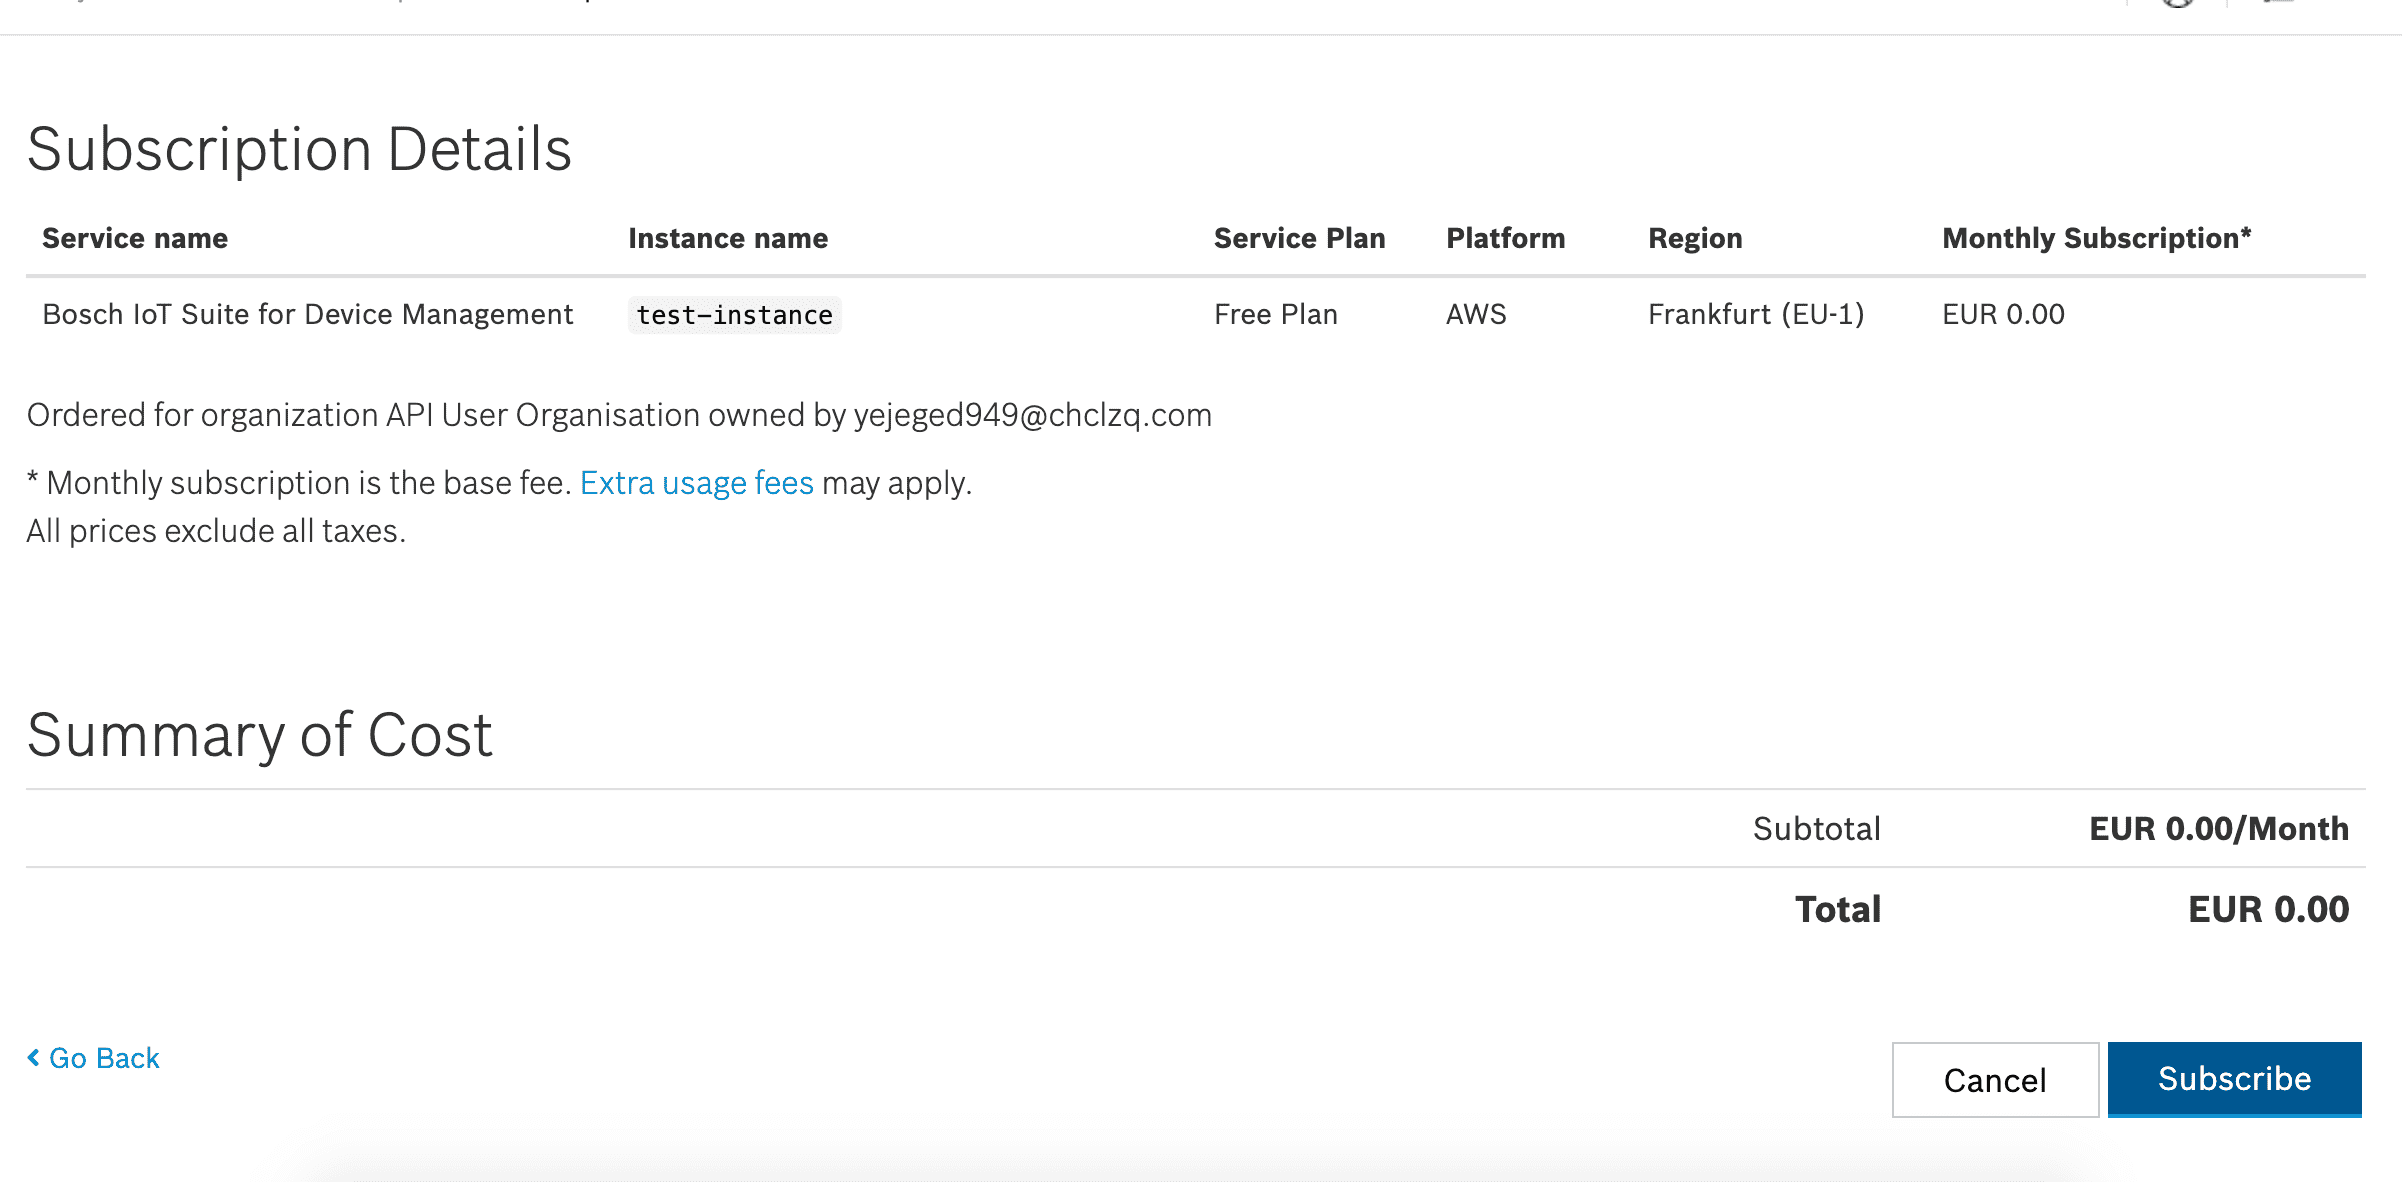 Subscription Details
Service name Instance name Service Plan Platform Region Monthly Subscription*
Bosch IoT Suite for Device Management test-instance Free Plan AWS Frankfurt (EU-1) EUR 0.00
Ordered for organization API User Organisation owned by yejeged949@chclzq.com
* Monthly subscription is the base fee. Extra usage fees may apply.
All prices exclude all taxes.
Summary of Cost
Subtotal EUR 0.00/Month
Total EUR 0.00
Go Back
Cancel Subscribe